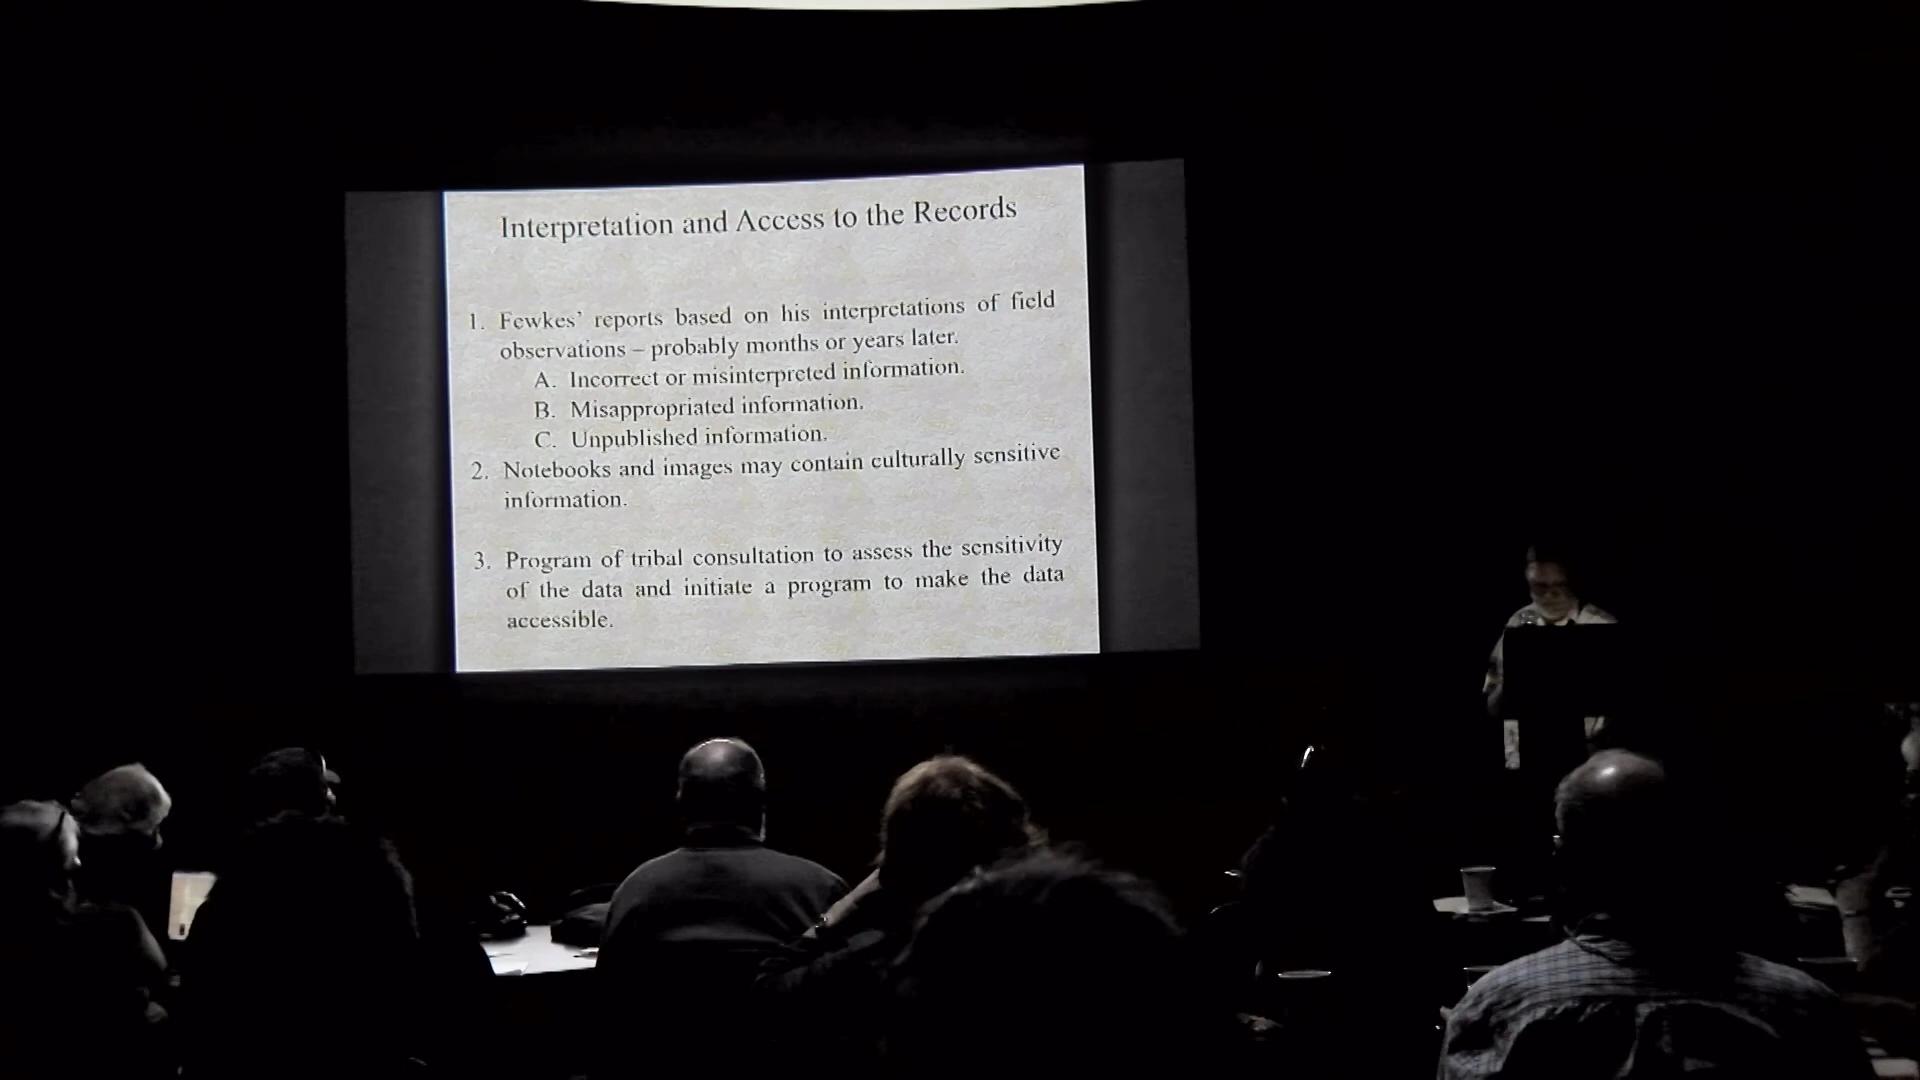 Interpretation and Access to the Records
1. Fewkes’ reports based on his interpretations of field
observations – probably months or years later.
A. Incorrect or misinterpreted information.
B. Misappropriated information.
C. Unpublished information.
2. Notebooks and images may contain culturally sensitive
information.
3. Program of tribal consultation to assess the sensitivity
of the data and initiate a program to make the data
accessible.